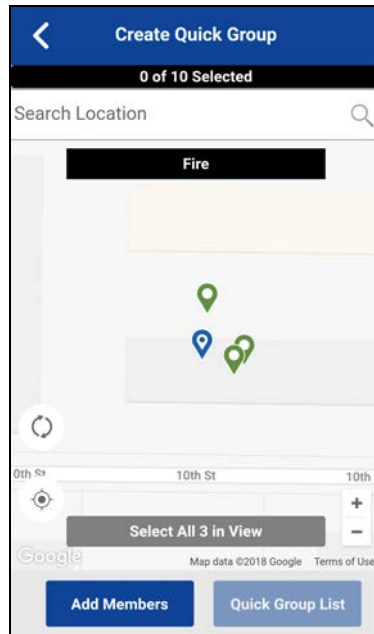 Create Quick Group
0 of 10 Selected
Search Location
Fire
0th St 10th St 10th
+
Select All 3 in View
−
Google Map data ©2018 Google Terms of Use
Add Members Quick Group List